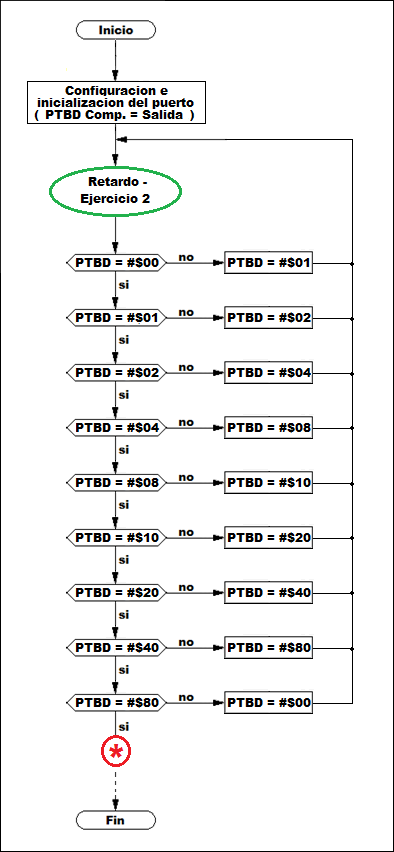 Inicio
Configuracion e
inicializacion del puerto
( PTBD Comp. = Salida )
Retardo -
Ejercicio 2
PTBD = #$00
no
PTBD = #$01
si
PTBD = #$01
no
PTBD = #$02
si
PTBD = #$02
no
PTBD = #$04
si
PTBD = #$04
no
PTBD = #$08
si
PTBD = #$08
no
PTBD = #$10
si
PTBD = #$10
no
PTBD = #$20
si
PTBD = #$20
no
PTBD = #$40
si
PTBD = #$40
no
PTBD = #$80
si
PTBD = #$80
no
PTBD = #$00
si
*
Fin